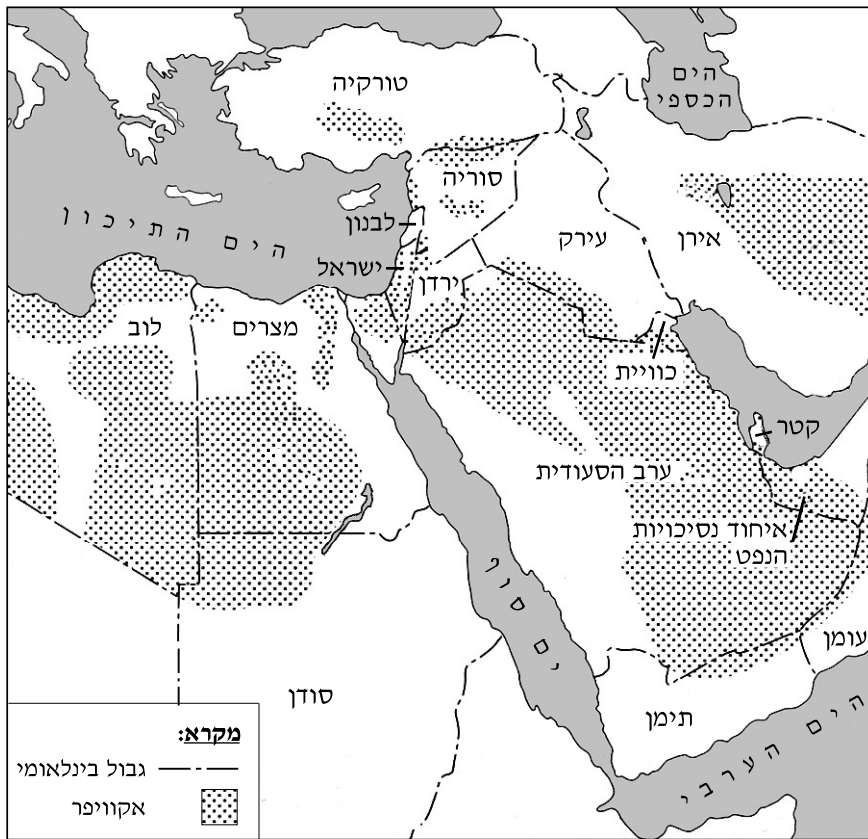 הים
הכספי
טורקיה
סוריה
לבנון
הים התיכון
עירק
אירן
ישראל
ירדן
לוב
מצרים
כוויית
קטר
ערב הסעודית
איחוד נסיכויות
הנפט
ים סוף
עומן
סודן
תימן
הים הערבי
מקרא:
גבול בינלאומי
אקוויפר